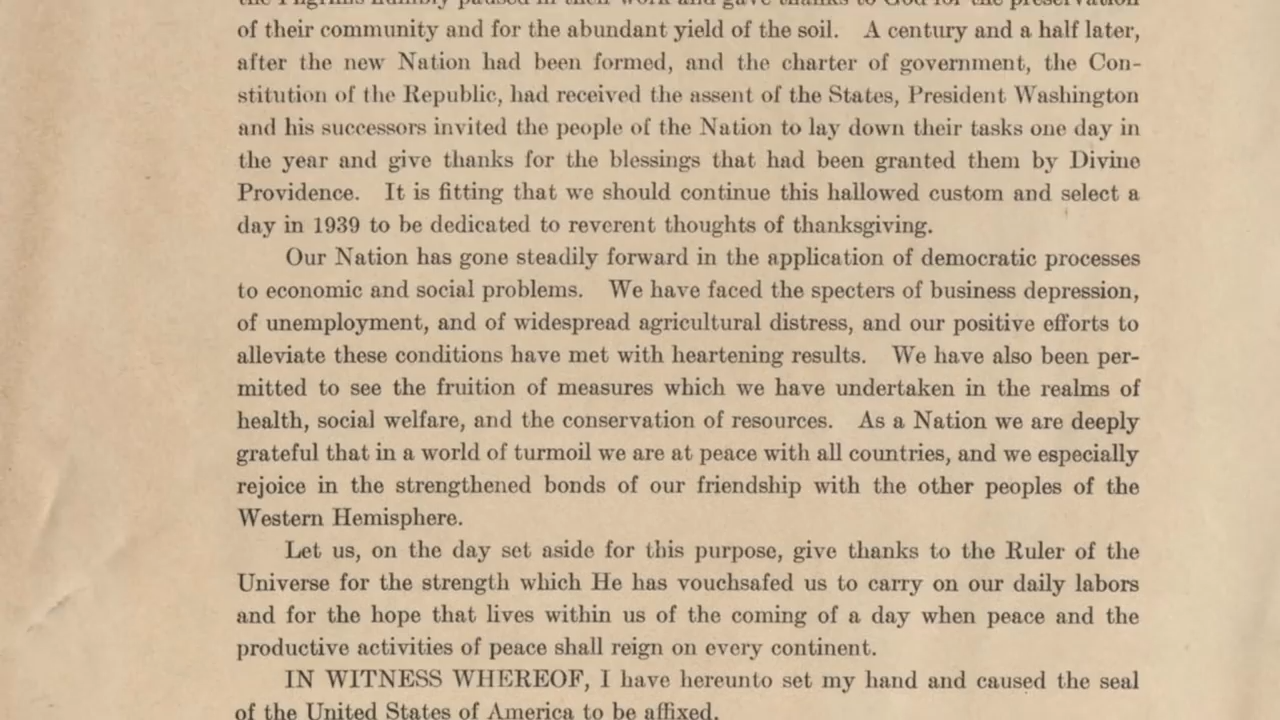 the Pilgrims humbly paused in their work and gave thanks to God for the preservation
of their community and for the abundant yield of the soil. A century and a half later,
after the new Nation had been formed, and the charter of government, the Con-
stitution of the Republic, had received the assent of the States, President Washington
and his successors invited the people of the Nation to lay down their tasks one day in
the year and give thanks for the blessings that had been granted them by Divine
Providence. It is fitting that we should continue this hallowed custom and select a
day in 1939 to be dedicated to reverent thoughts of thanksgiving.
Our Nation has gone steadily forward in the application of democratic processes
to economic and social problems. We have faced the specters of business depression,
of unemployment, and of widespread agricultural distress, and our positive efforts to
alleviate these conditions have met with heartening results. We have also been per-
mitted to see the fruition of measures which we have undertaken in the realms of
health, social welfare, and the conservation of resources. As a Nation we are deeply
grateful that in a world of turmoil we are at peace with all countries, and we especially
rejoice in the strengthened bonds of our friendship with the other peoples of the
Western Hemisphere.
Let us, on the day set aside for this purpose, give thanks to the Ruler of the
Universe for the strength which He has vouchsafed us to carry on our daily labors
and for the hope that lives within us of the coming of a day when peace and the
productive activities of peace shall reign on every continent.
IN WITNESS WHEREOF, I have hereunto set my hand and caused the seal
of the United States of America to be affixed.